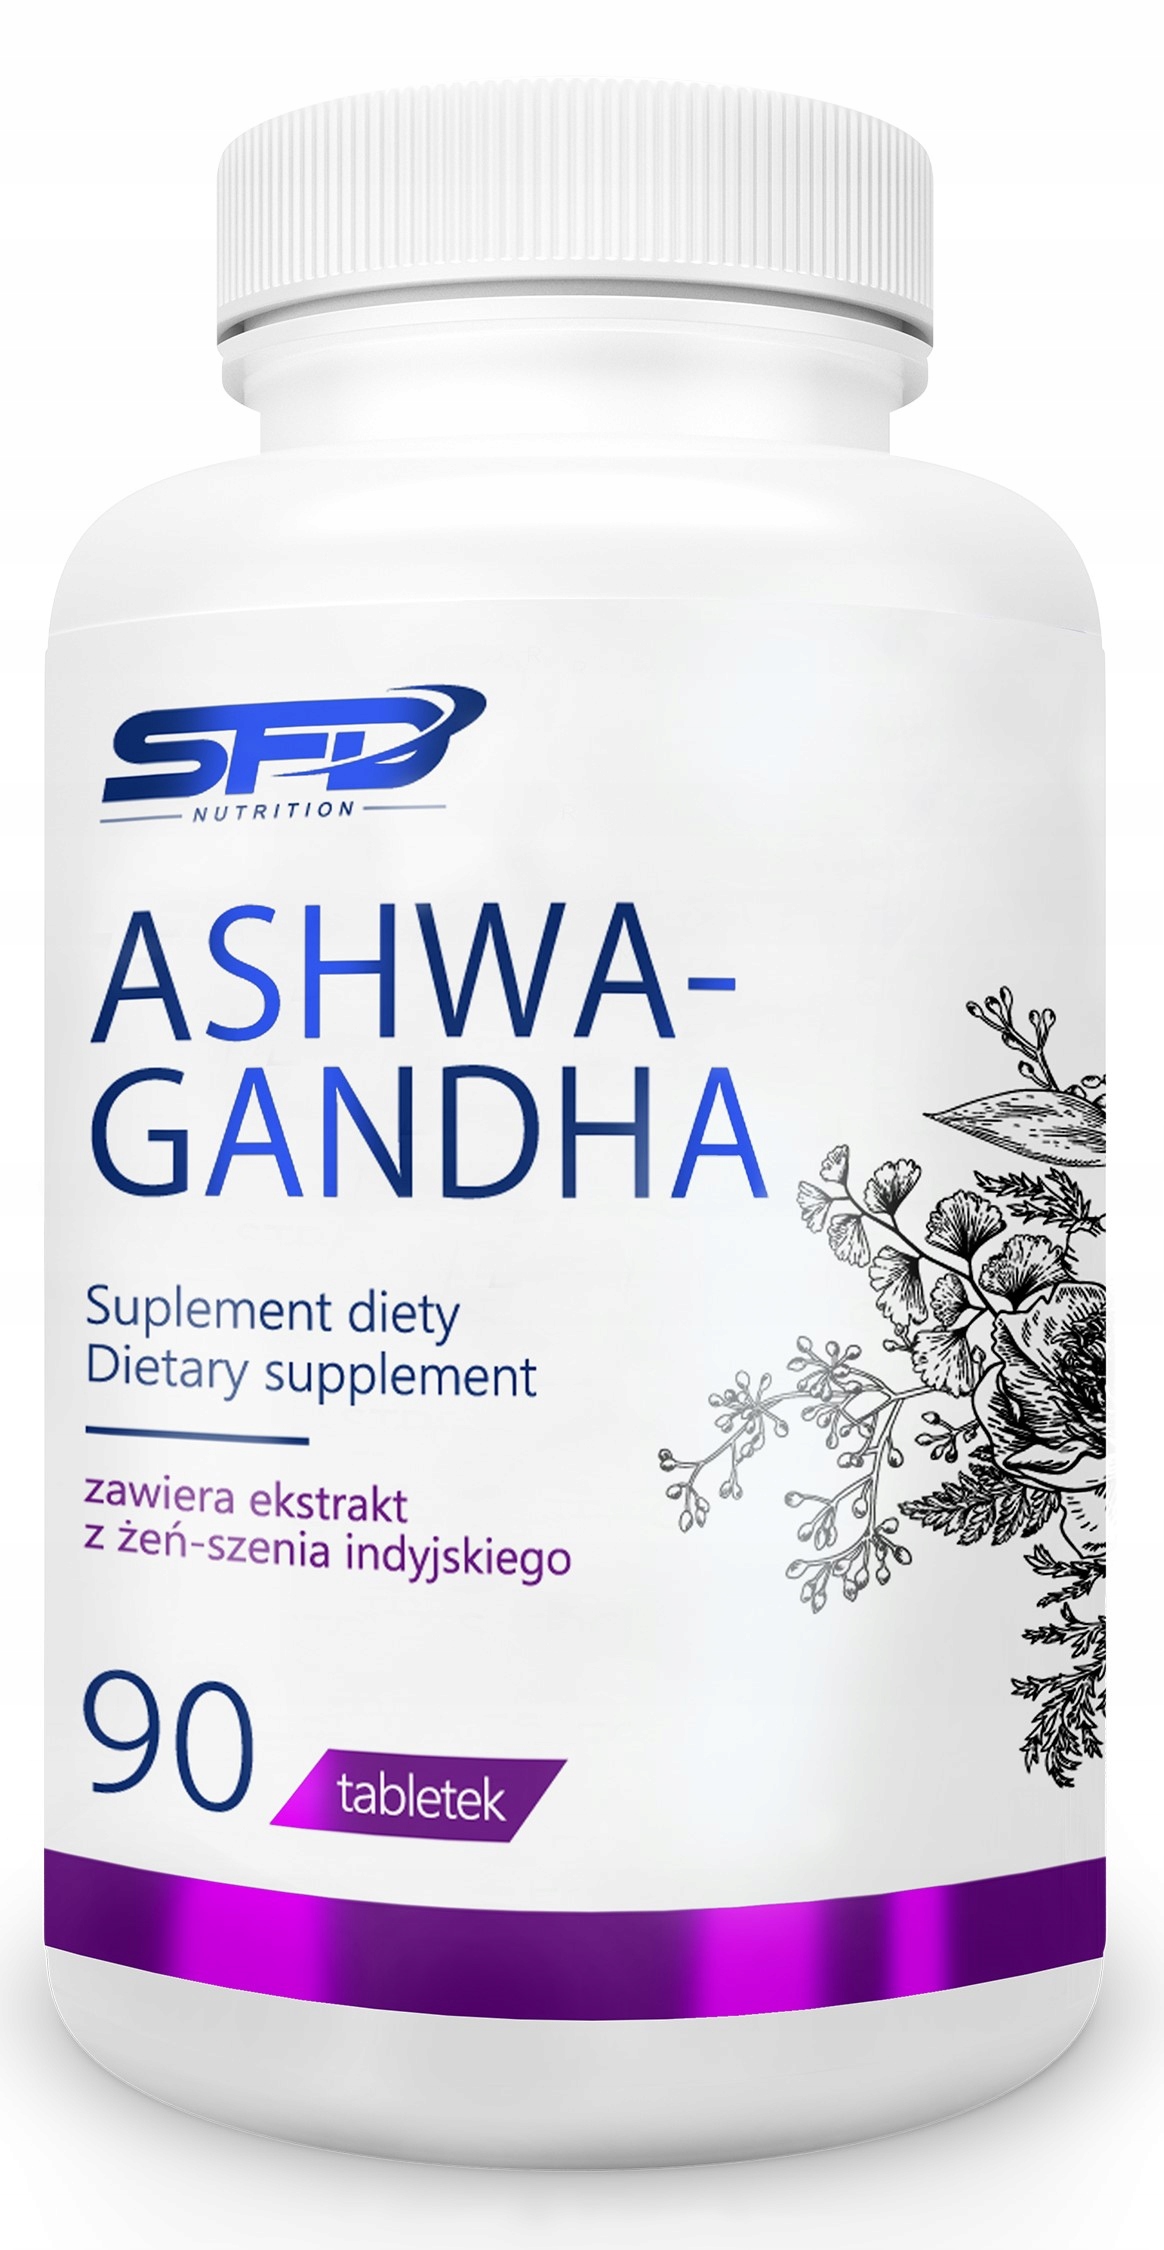 SFD
NUTRITION
ASHWA-
GANDHA
Suplement diety
Dietary supplement
zawiera ekstrakt
z żeń-szenia indyjskiego
90 tabletek